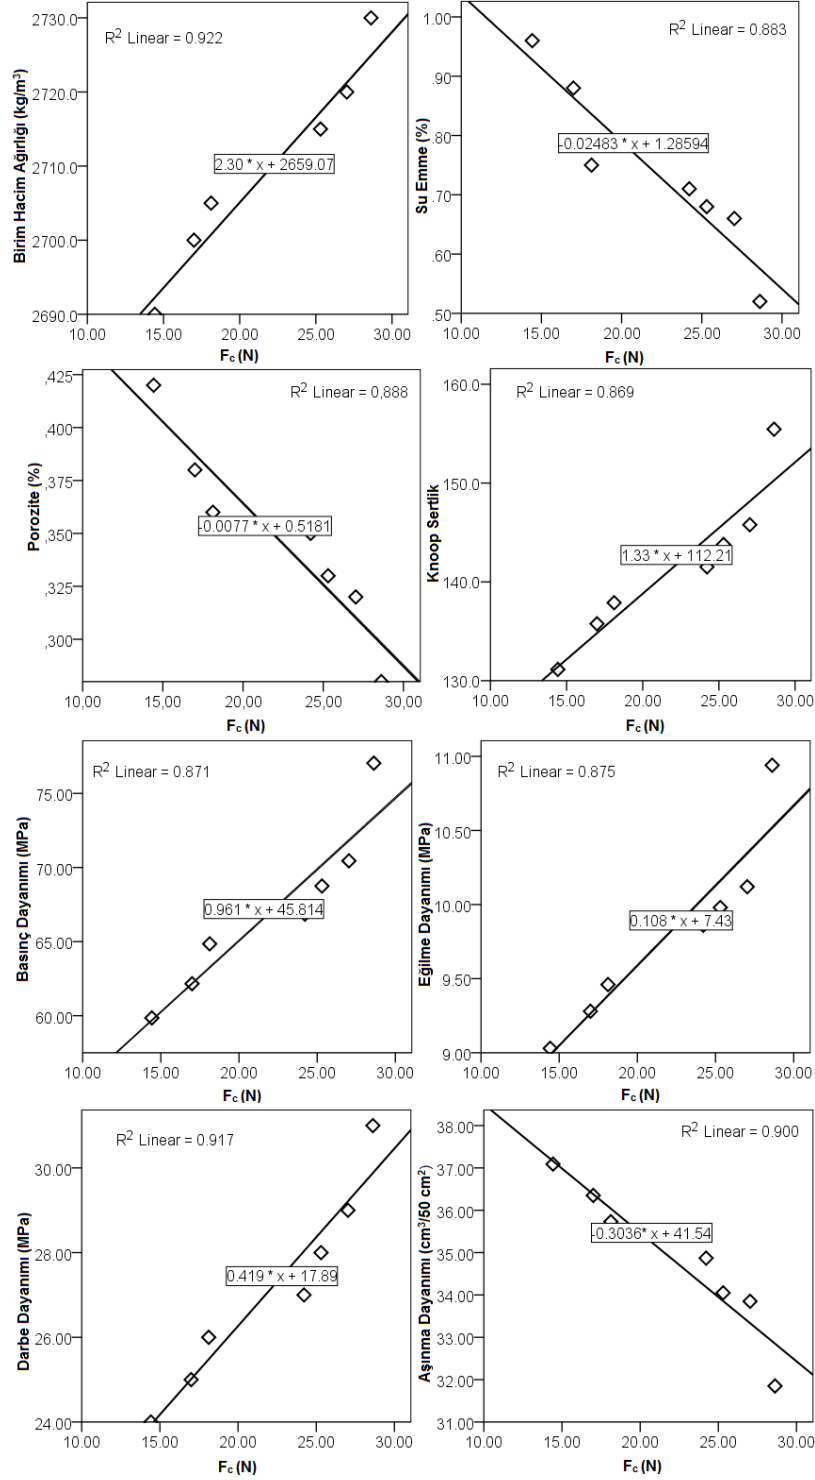 R² Linear = 0.922
2.30 * x + 2659.07
Birim Hacim Ağırlığı (kg/m³)
2730.0
2720.0
2710.0
2700.0
2690.0
10.00 15.00 20.00 25.00 30.00
Fc (N)
R² Linear = 0.883
-0.02483 * x + 1.28594
Su Emme (%)
1.00
.90
.80
.70
.60
.50
10.00 15.00 20.00 25.00 30.00
Fc (N)
R² Linear = 0,888
-0.0077 * x + 0.5181
Porozite (%)
,425
,400
,375
,350
,325
,300
10,00 15.00 20.00 25,00 30,00
Fc (N)
R² Linear = 0.869
1.33 * x + 112.21
Knoop Sertlik
160.0
150.0
140.0
130.0
10.00 15.00 20.00 25.00 30.00
Fc (N)
R² Linear = 0.871
0.961 * x + 45.814
Basınç Dayanımı (MPa)
75.00
70.00
65.00
60.00
10.00 15.00 20.00 25.00 30.00
Fc (N)
R² Linear = 0.875
0.108 * x + 7.43
Eğilme Dayanımı (MPa)
11.00
10.50
10.00
9.50
9.00
10.00 15.00 20.00 25.00 30.00
Fc (N)
R² Linear = 0.917
0.419 * x + 17.89
Darbe Dayanımı (MPa)
30.00
28.00
26.00
24.00
10.00 15.00 20.00 25.00 30.00
Fc (N)
R² Linear = 0.900
-0.3036* x + 41.54
Aşınma Dayanımı (cm³/50 cm²)
38.00
37.00
36.00
35.00
34.00
33.00
32.00
31.00
10.00 15.00 20.00 25.00 30.00
Fc (N)